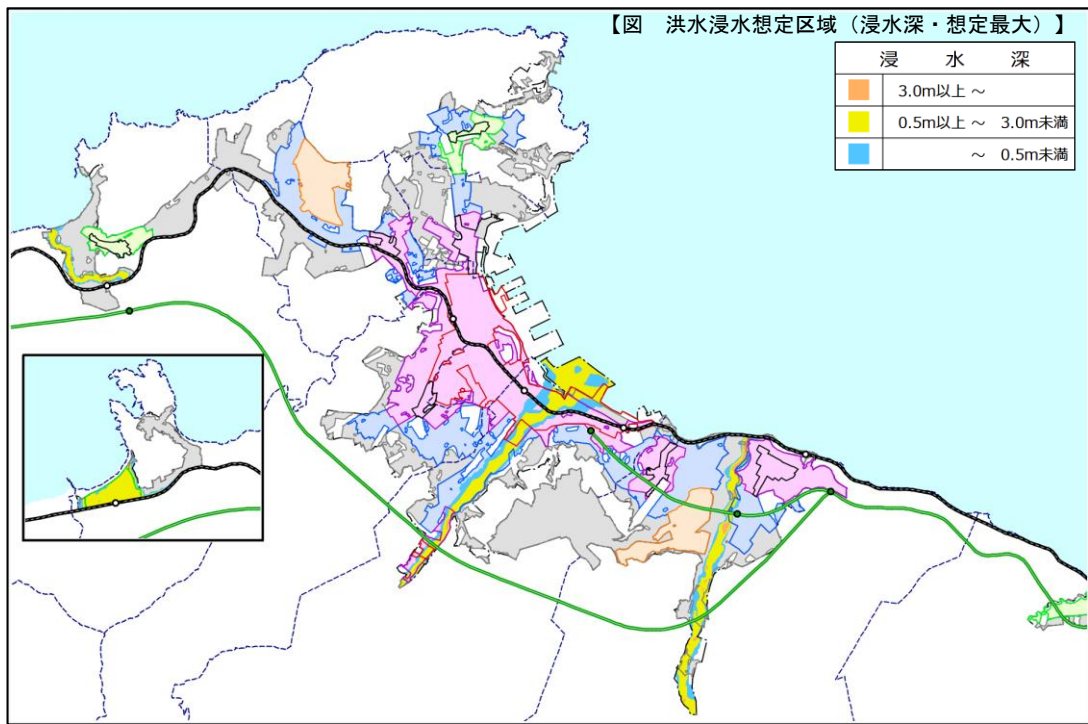 【図　洪水浸水想定区域（浸水深・想定最大）】
浸　水　深
3.0m以上 ～
0.5m以上 ～ 3.0m未満
～ 0.5m未満